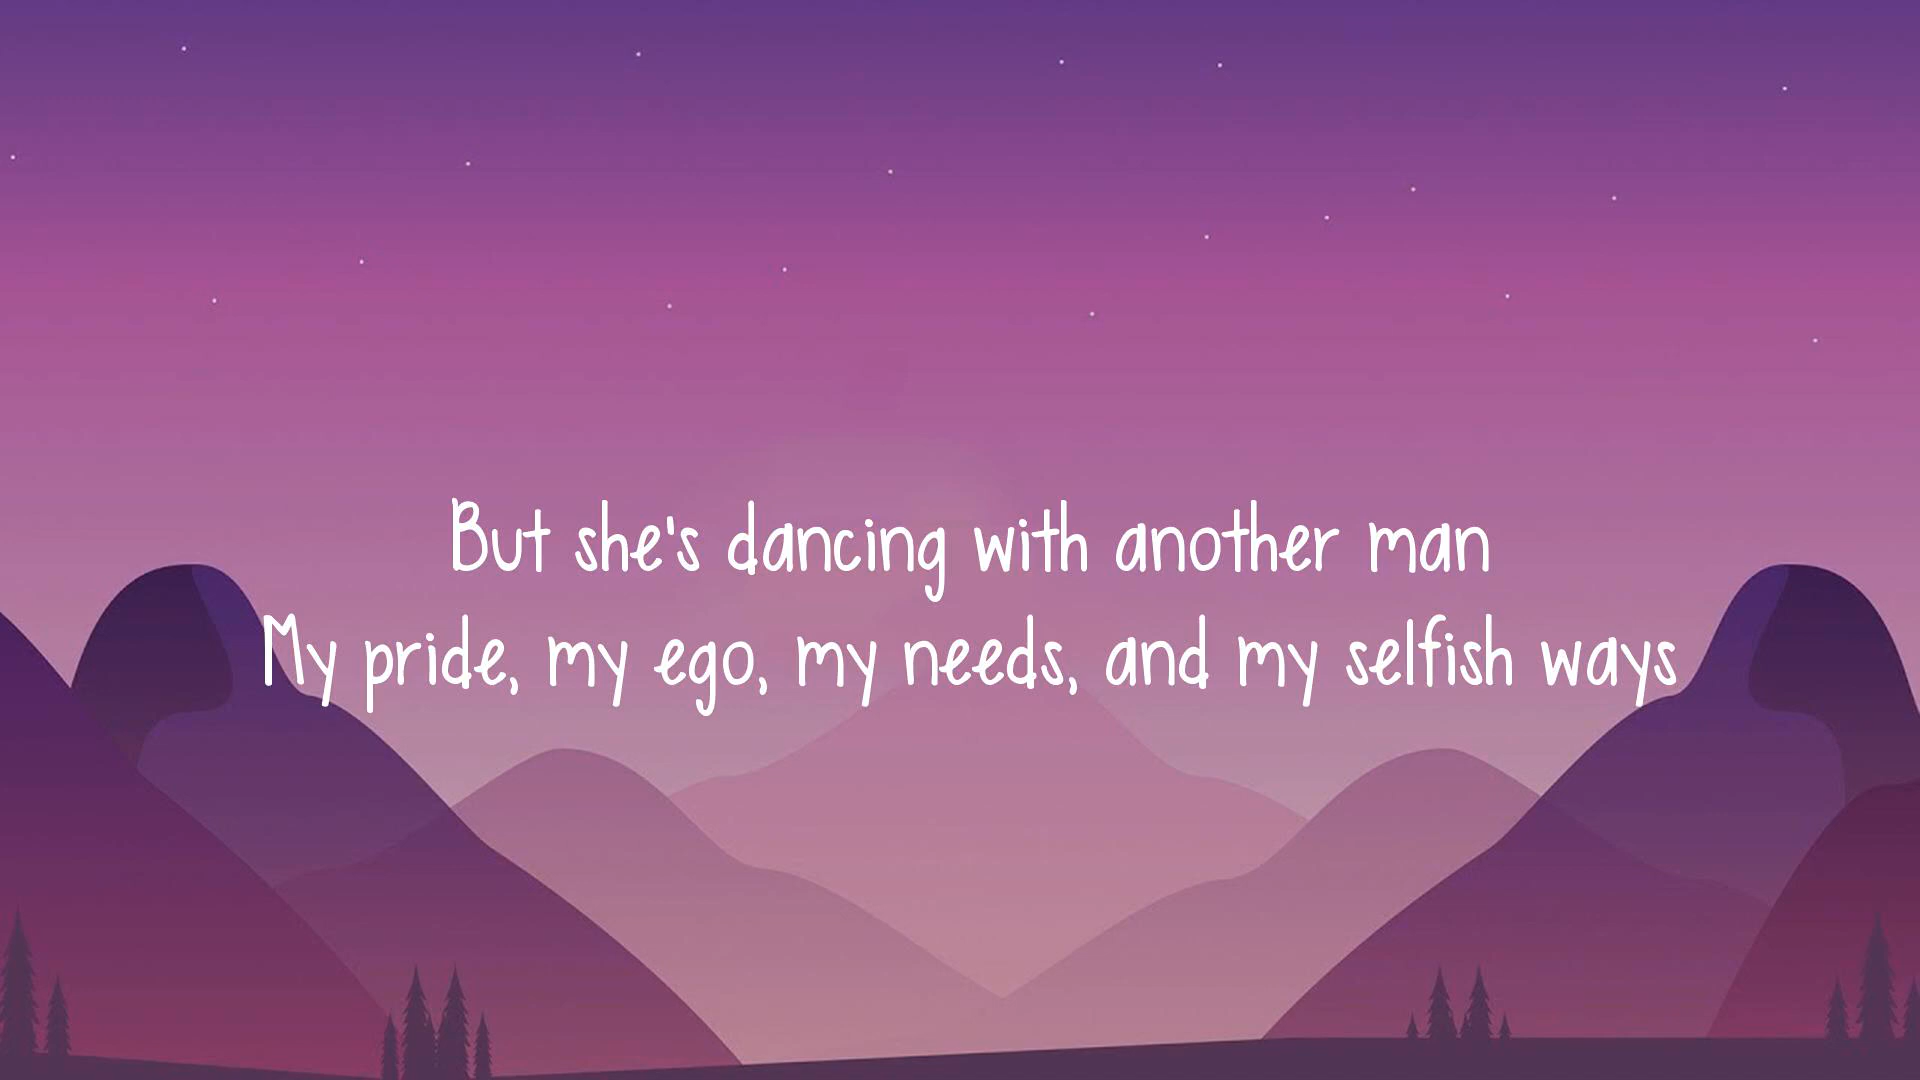 But she's dancing with another man
My pride, my ego, my needs, and my selfish ways